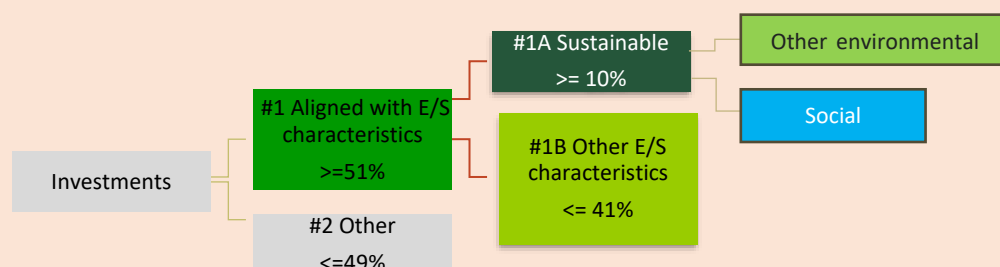 Investments
#1 Aligned with E/S
characteristics
>=51%
#2 Other
<=49%
#1A Sustainable
>= 10%
#1B Other E/S
characteristics
<= 41%
Other environmental
Social